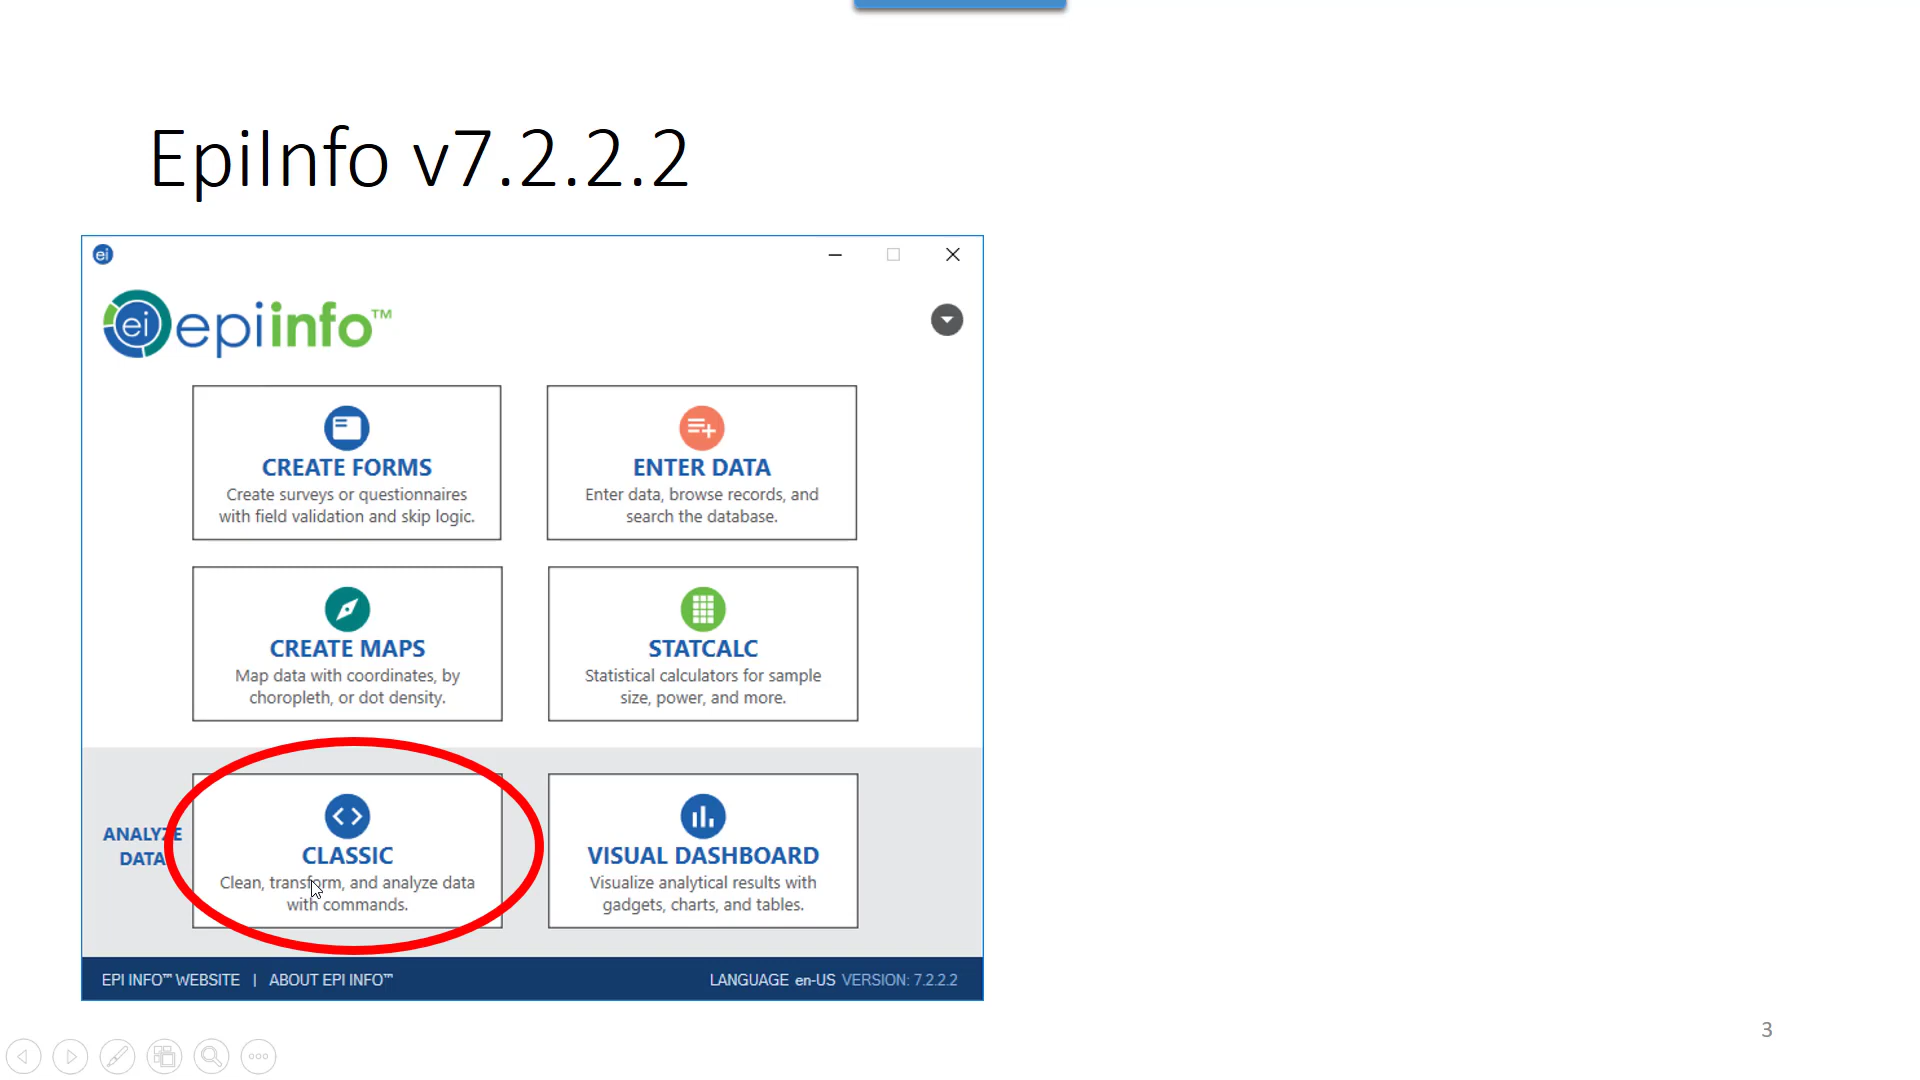 EpiInfo v7.2.2.2
ei
ei epiinfo™
CREATE FORMS
Create surveys or questionnaires
with field validation and skip logic.
ENTER DATA
Enter data, browse records, and
search the database.
CREATE MAPS
Map data with coordinates, by
choropleth, or dot density.
STATCALC
Statistical calculators for sample
size, power, and more.
ANALYZE
DATA
CLASSIC
Clean, transform, and analyze data
with commands.
VISUAL DASHBOARD
Visualize analytical results with
gadgets, charts, and tables.
EPI INFO™ WEBSITE | ABOUT EPI INFO™
LANGUAGE en-US VERSION: 7.2.2.2
3